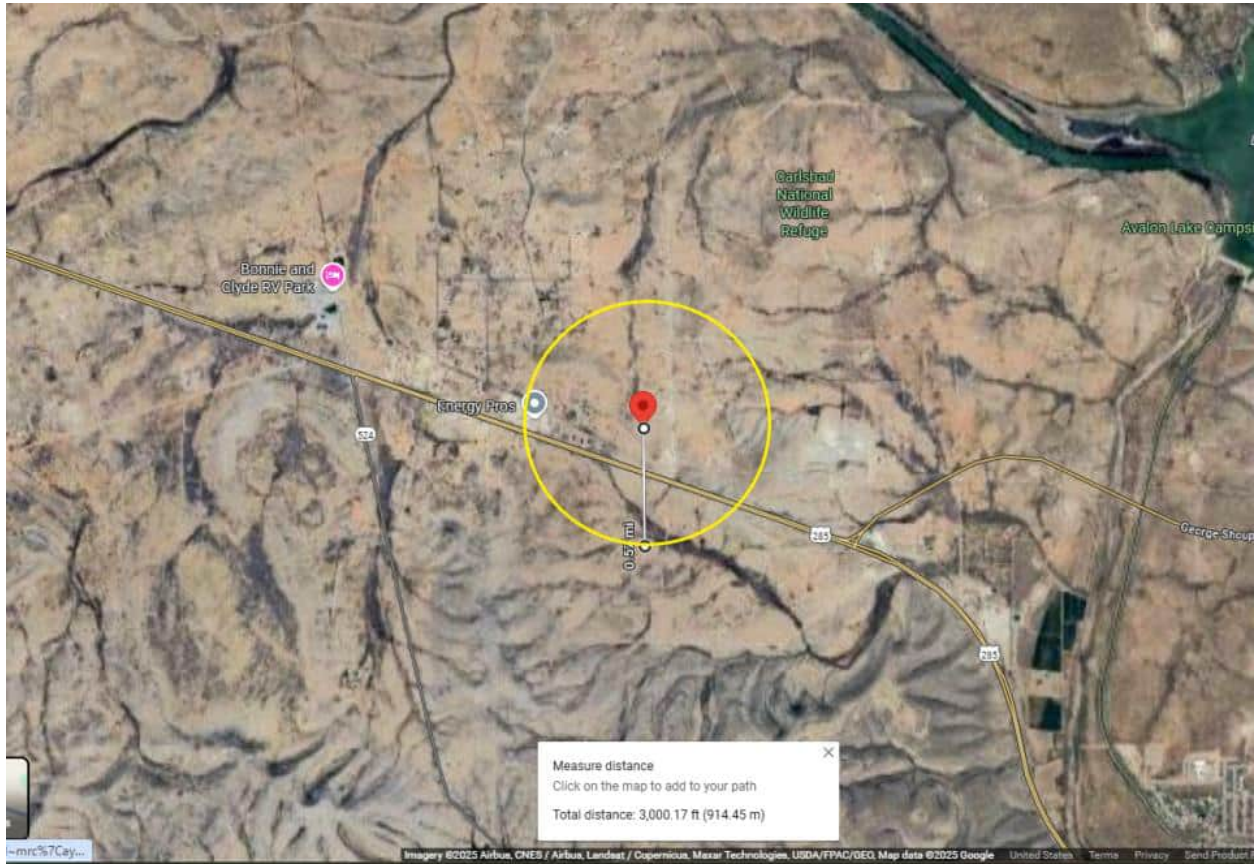 Carlsbad
National
Wildlife
Refuge
Avalon Lake Camps
Bonnie and
Clyde RV Park
Energy Pros
524
0.57 mi
285
George Shoup
285
Measure distance
Click on the map to add to your path
Total distance: 3,000.17 ft (914.45 m)
~mrc%7Cay...
Imagery ©2025 Airbus, CNES / Airbus, Landsat / Copernicus, Maxar Technologies, USDA/FPAC/GEO, Map data ©2025 Google United States Terms Privacy Send Product